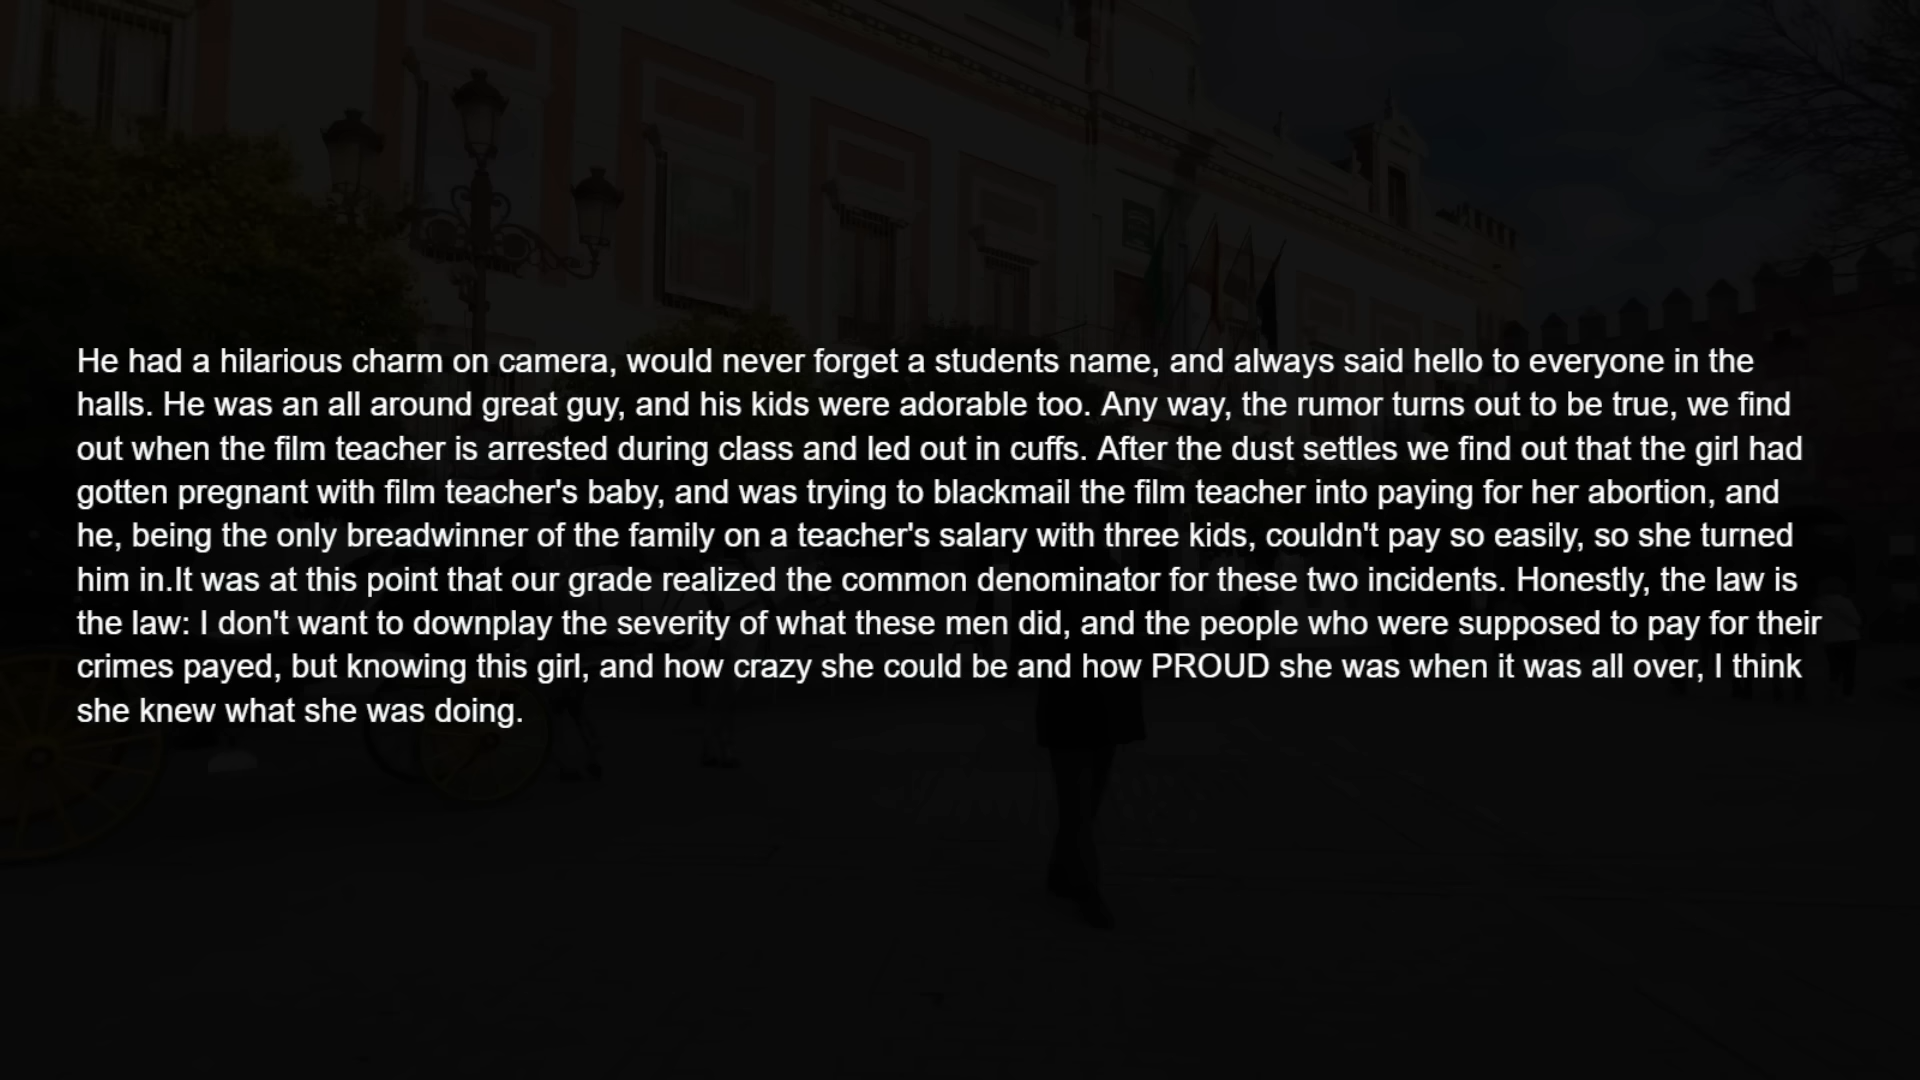 He had a hilarious charm on camera, would never forget a students name, and always said hello to everyone in the
halls. He was an all around great guy, and his kids were adorable too. Any way, the rumor turns out to be true, we find
out when the film teacher is arrested during class and led out in cuffs. After the dust settles we find out that the girl had
gotten pregnant with film teacher's baby, and was trying to blackmail the film teacher into paying for her abortion, and
he, being the only breadwinner of the family on a teacher's salary with three kids, couldn't pay so easily, so she turned
him in.It was at this point that our grade realized the common denominator for these two incidents. Honestly, the law is
the law: I don't want to downplay the severity of what these men did, and the people who were supposed to pay for their
crimes payed, but knowing this girl, and how crazy she could be and how PROUD she was when it was all over, I think
she knew what she was doing.